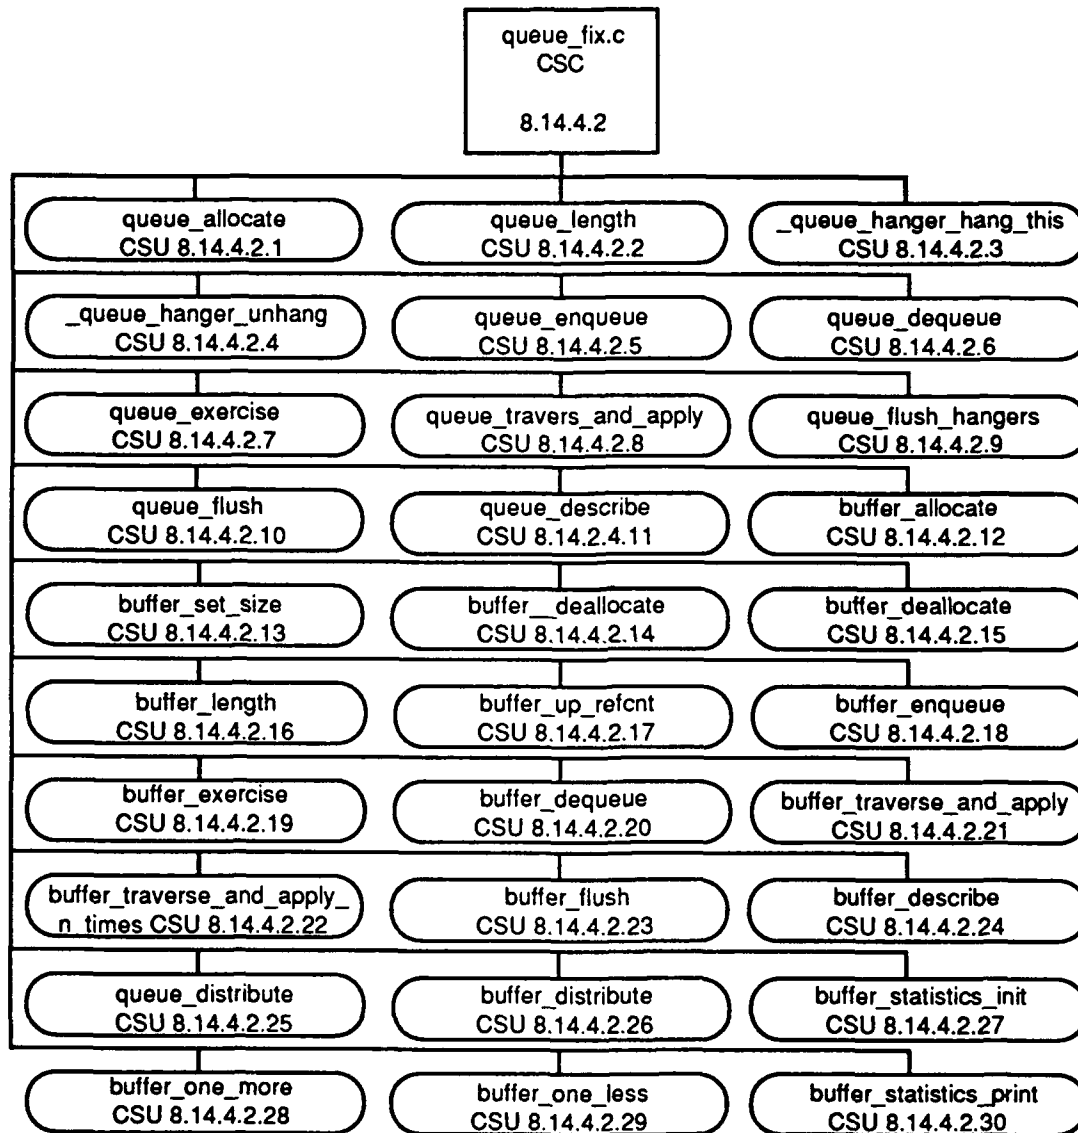 queue_fix.c
CSC
8.14.4.2
queue_allocate
CSU 8.14.4.2.1
queue_length
CSU 8.14.4.2.2
_queue_hanger_hang_this
CSU 8.14.4.2.3
_queue_hanger_unhang
CSU 8.14.4.2.4
queue_enqueue
CSU 8.14.4.2.5
queue_dequeue
CSU 8.14.4.2.6
queue_exercise
CSU 8.14.4.2.7
queue_travers_and_apply
CSU 8.14.4.2.8
queue_flush_hangers
CSU 8.14.4.2.9
queue_flush
CSU 8.14.4.2.10
queue_describe
CSU 8.14.2.4.11
buffer_allocate
CSU 8.14.4.2.12
buffer_set_size
CSU 8.14.4.2.13
buffer__deallocate
CSU 8.14.4.2.14
buffer_deallocate
CSU 8.14.4.2.15
buffer_length
CSU 8.14.4.2.16
buffer_up_refcnt
CSU 8.14.4.2.17
buffer_enqueue
CSU 8.14.4.2.18
buffer_exercise
CSU 8.14.4.2.19
buffer_dequeue
CSU 8.14.4.2.20
buffer_traverse_and_apply
CSU 8.14.4.2.21
buffer_traverse_and_apply_
n_times CSU 8.14.4.2.22
buffer_flush
CSU 8.14.4.2.23
buffer_describe
CSU 8.14.4.2.24
queue_distribute
CSU 8.14.4.2.25
buffer_distribute
CSU 8.14.4.2.26
buffer_statistics_init
CSU 8.14.4.2.27
buffer_one_more
CSU 8.14.4.2.28
buffer_one_less
CSU 8.14.4.2.29
buffer_statistics_print
CSU 8.14.4.2.30